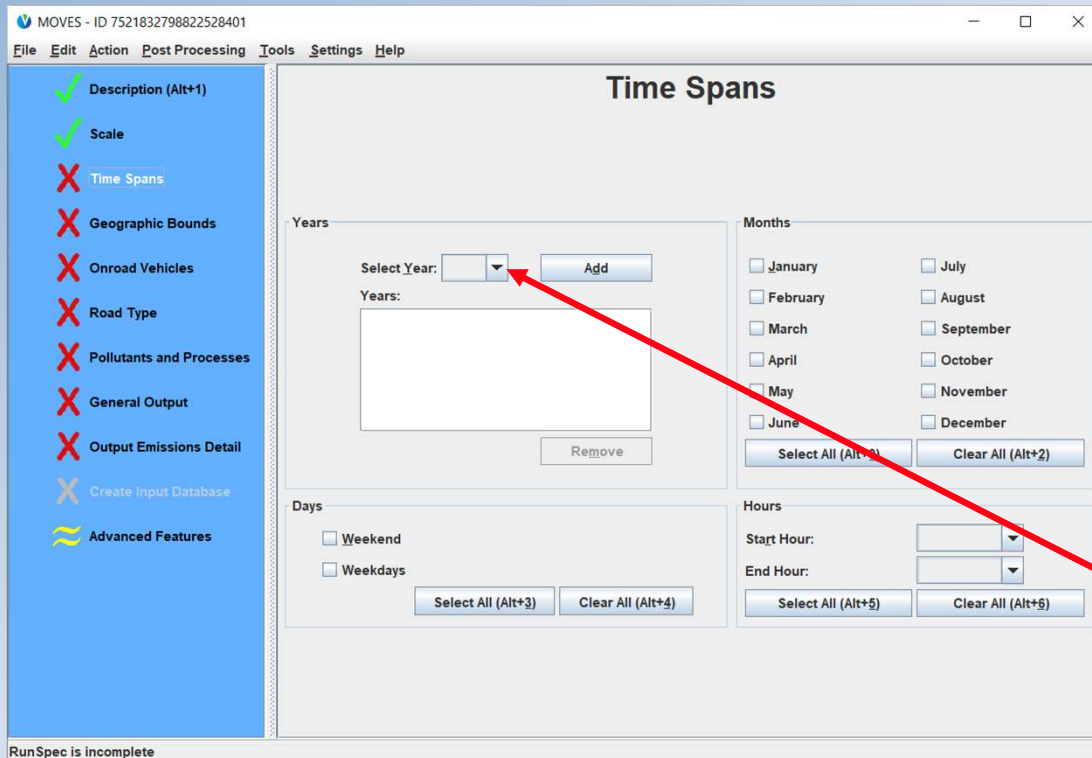 MOVES - ID 7521832798822528401
File Edit Action Post Processing Tools Settings Help
Description (Alt+1)
Scale
Time Spans
Geographic Bounds
Onroad Vehicles
Road Type
Pollutants and Processes
General Output
Output Emissions Detail
Create Input Database
Advanced Features
Time Spans
Years
Select Year:
Add
Years:
Remove
Months
January
July
February
August
March
September
April
October
May
November
June
December
Select All (Alt+
Clear All (Alt+2)
Days
Weekend
Weekdays
Select All (Alt+3)
Clear All (Alt+4)
Hours
Start Hour:
End Hour:
Select All (Alt+5)
Clear All (Alt+6)
RunSpec is incomplete